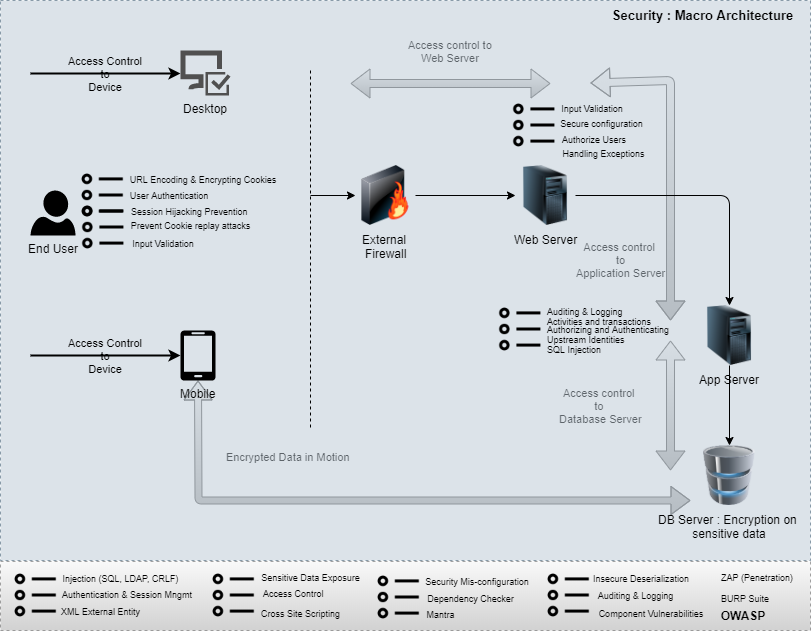 Security : Macro Architecture
Access Control
to
Device
Desktop
Access control to
Web Server
Input Validation
Secure configuration
Authorize Users
Handling Exceptions
URL Encoding & Encrypting Cookies
User Authentication
Session Hijacking Prevention
Prevent Cookie replay attacks
Input Validation
End User
External
Firewall
Web Server
Access control
to
Application Server
Auditing & Logging
Activities and transactions
Authorizing and Authenticating
Upstream Identities
SQL Injection
Access Control
to
Device
Mobile
App Server
Access control
to
Database Server
Encrypted Data in Motion
DB Server : Encryption on
sensitive data
Injection (SQL, LDAP, CRLF)
Authentication & Session Mngmt
XML External Entity
Sensitive Data Exposure
Access Control
Cross Site Scripting
Security Mis-configuration
Dependency Checker
Mantra
Insecure Deserialization
Auditing & Logging
Component Vulnerabilities
ZAP (Penetration)
BURP Suite
OWASP